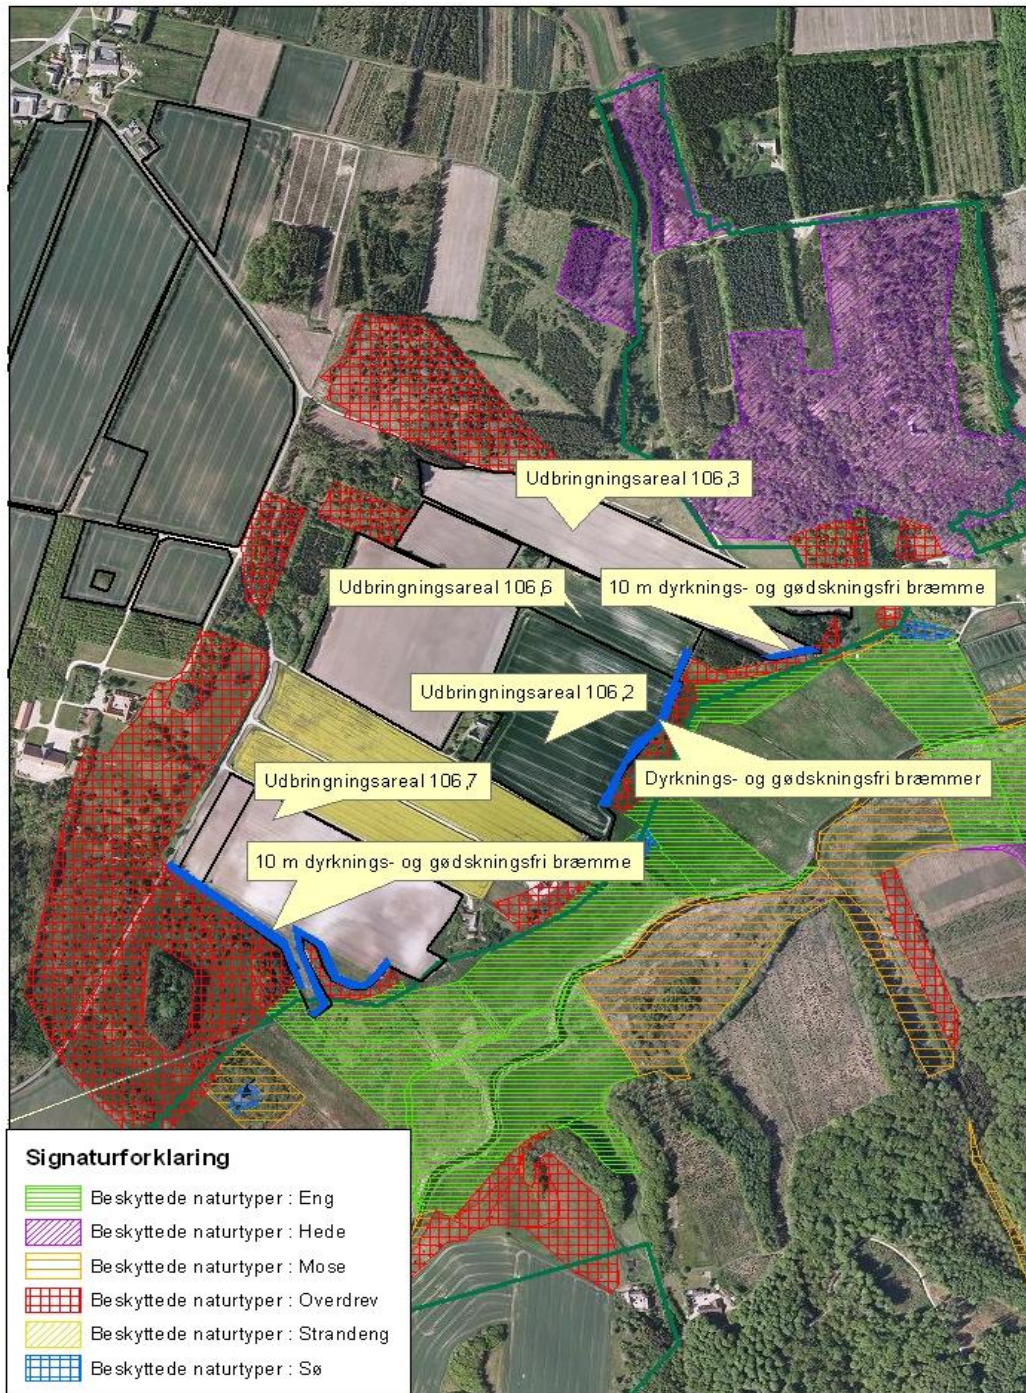 Udbringningsareal 106,3
Udbringningsareal 106,6
10 m dyrknings- og gødskningsfri bræmme
Udbringningsareal 106,2
Dyrknings- og gødskningsfri bræmmer
Udbringningsareal 106,7
10 m dyrknings- og gødskningsfri bræmme
Signaturforklaring
Beskyttede naturtyper : Eng
Beskyttede naturtyper : Hede
Beskyttede naturtyper : Mose
Beskyttede naturtyper : Overdrev
Beskyttede naturtyper : Strandeng
Beskyttede naturtyper : Sø